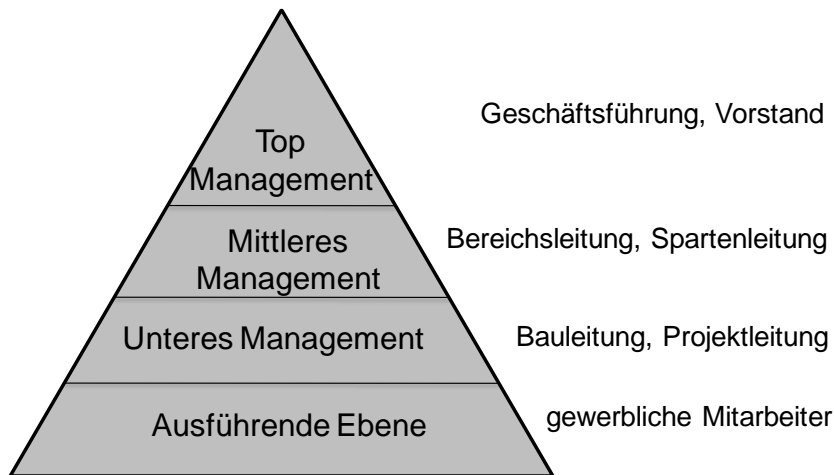 Geschäftsführung, Vorstand
Top
Management
Mittleres
Management
Bereichsleitung, Spartenleitung
Unteres Management
Bauleitung, Projektleitung
Ausführende Ebene
gewerbliche Mitarbeiter